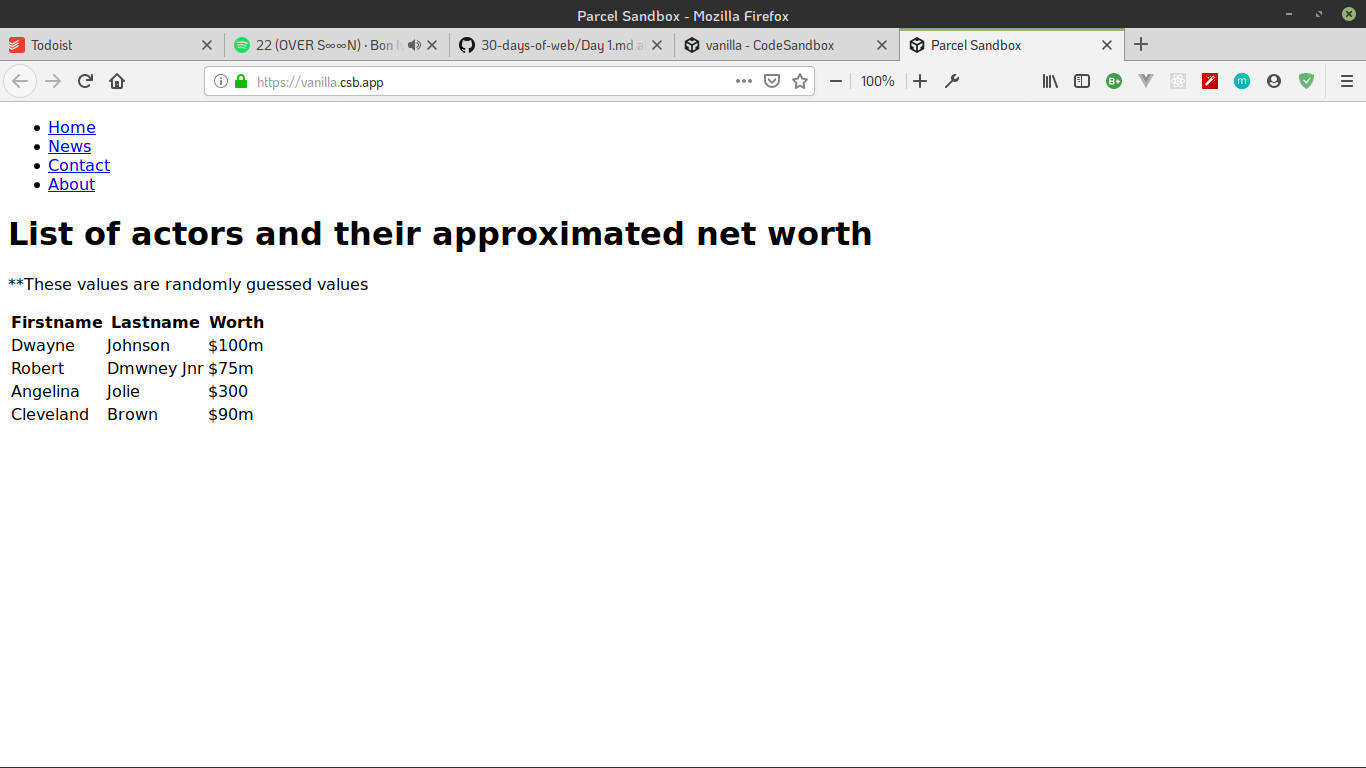 Parcel Sandbox - Mozilla Firefox
Todoist
22 (OVER S∞∞N) · Bon
30-days-of-web/Day 1.md
vanilla - CodeSandbox
Parcel Sandbox
https://vanilla.csb.app
100%
B+
m
Home
News
Contact
About
List of actors and their approximated net worth
**These values are randomly guessed values
Firstname Lastname Worth
Dwayne Johnson $100m
Robert Dmwney Jnr $75m
Angelina Jolie $300
Cleveland Brown $90m